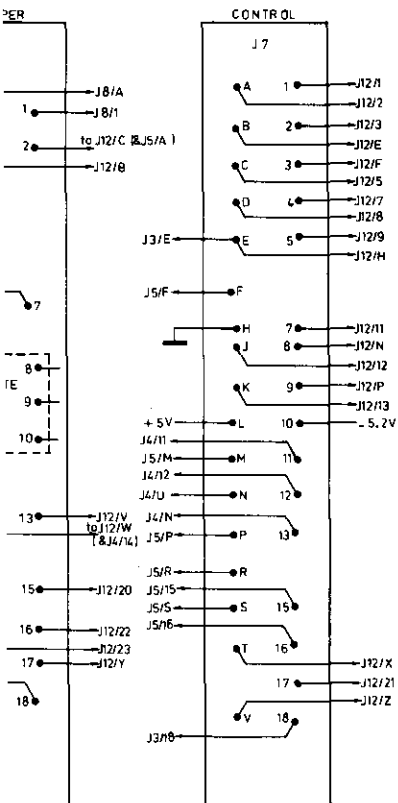 PER
CONTROL
J7
J8/A
A 1 J12/1
1 J8/1
J12/2
B 2 J12/3
2 to J12/C (&J5/A)
J12/E
J12/B
C 3 J12/F
J12/5
D 4 J12/7
J12/8
J3/E E 5 J12/9
J12/H
J5/F F
7
H 7 J12/11
J 8 J12/N
J12/12
8
TE
K 9 J12/P
9
J12/13
+5V L 10 -5.2V
10
J4/11
J5/M M 11
J4/12
J4/U N 12
13 J12/V
J4/N
to J12/W
(&J4/14)
J5/P P 13
J5/R R
15 J12/20
J5/15
J5/S S 15
J5/16
16 J12/22
J12/23
T 16
17 J12/Y
J12/X
17 J12/21
18
J12/Z
V 18
J3/18